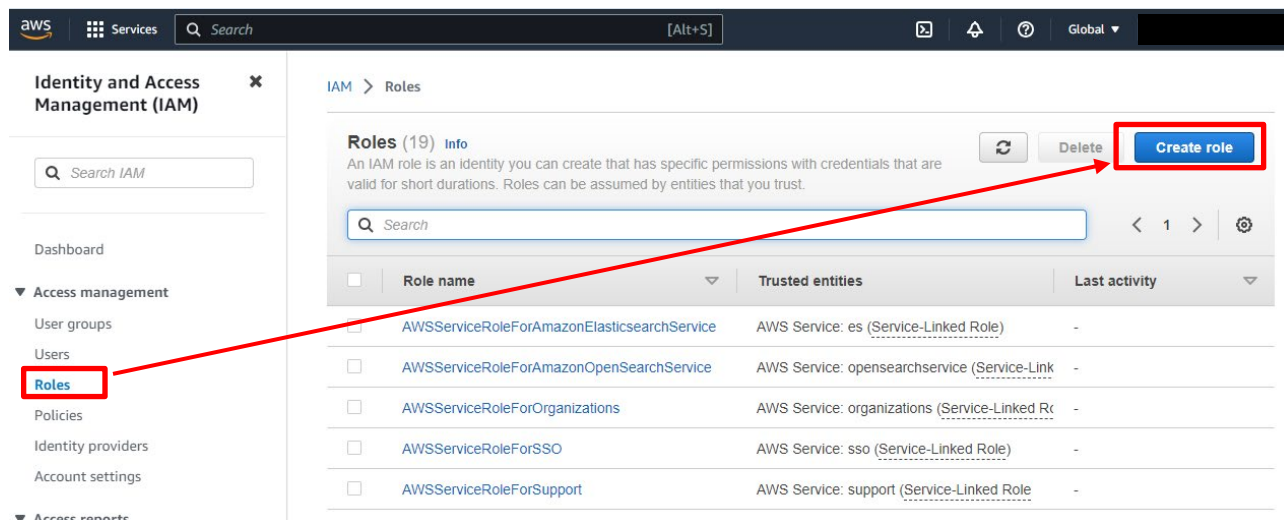 aws
Services
Search
[Alt+S]
Global
Identity and Access
Management (IAM)
Search IAM
Dashboard
Access management
User groups
Users
Roles
Policies
Identity providers
Account settings
Access reports
IAM > Roles
Roles (19) Info
An IAM role is an identity you can create that has specific permissions with credentials that are
valid for short durations. Roles can be assumed by entities that you trust.
Delete
Create role
Search
1
Role name
Trusted entities
Last activity
AWSServiceRoleForAmazonElasticsearchService
AWS Service: es (Service-Linked Role)
-
AWSServiceRoleForAmazonOpenSearchService
AWS Service: opensearchservice (Service-Link
-
AWSServiceRoleForOrganizations
AWS Service: organizations (Service-Linked Ro
-
AWSServiceRoleForSSO
AWS Service: sso (Service-Linked Role)
-
AWSServiceRoleForSupport
AWS Service: support (Service-Linked Role
-